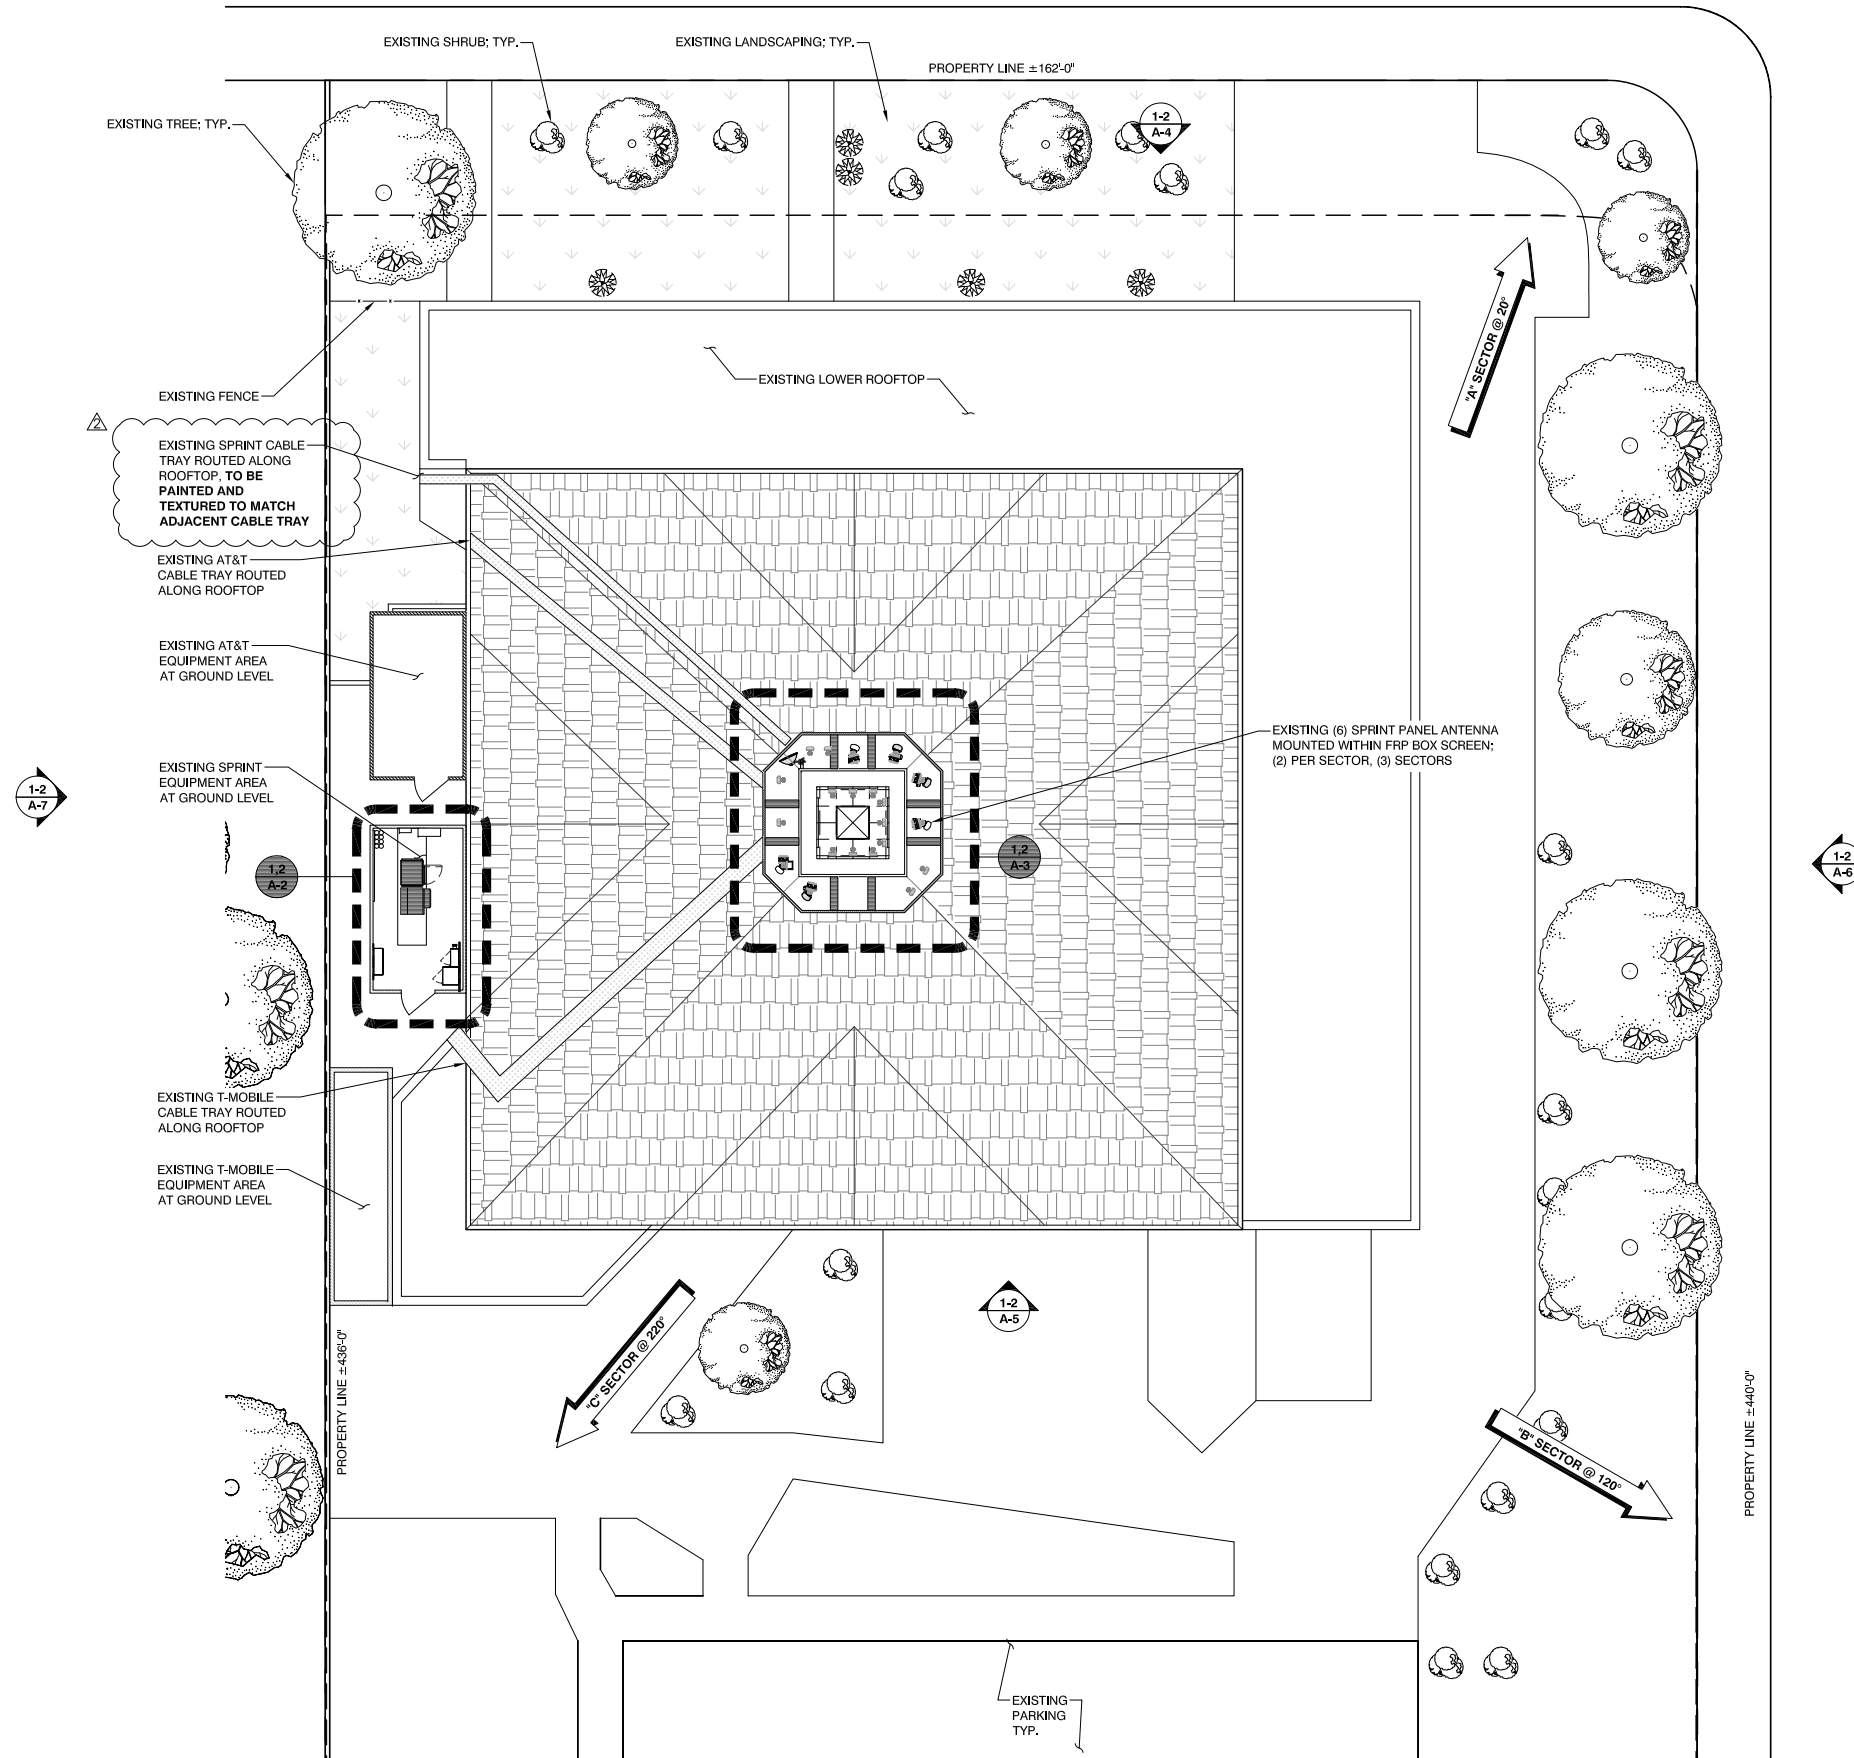 EXISTING SHRUB; TYP.
EXISTING LANDSCAPING; TYP.
PROPERTY LINE ±162'-0"
EXISTING TREE; TYP.
1-2
A-4
"A" SECTOR @ 20°
EXISTING LOWER ROOFTOP
EXISTING FENCE
2
EXISTING SPRINT CABLE
TRAY ROUTED ALONG
ROOFTOP, TO BE
PAINTED AND
TEXTURED TO MATCH
ADJACENT CABLE TRAY
EXISTING AT&T
CABLE TRAY ROUTED
ALONG ROOFTOP
EXISTING AT&T
EQUIPMENT AREA
AT GROUND LEVEL
EXISTING (6) SPRINT PANEL ANTENNA
MOUNTED WITHIN FRP BOX SCREEN;
(2) PER SECTOR, (3) SECTORS
EXISTING SPRINT
EQUIPMENT AREA
AT GROUND LEVEL
1-2
A-7
1,2
A-2
1,2
A-3
1-2
A-6
EXISTING T-MOBILE
CABLE TRAY ROUTED
ALONG ROOFTOP
EXISTING T-MOBILE
EQUIPMENT AREA
AT GROUND LEVEL
1-2
A-5
"C" SECTOR @ 220°
PROPERTY LINE ±436'-0"
"B" SECTOR @ 120°
PROPERTY LINE ±440'-0"
EXISTING
PARKING
TYP.